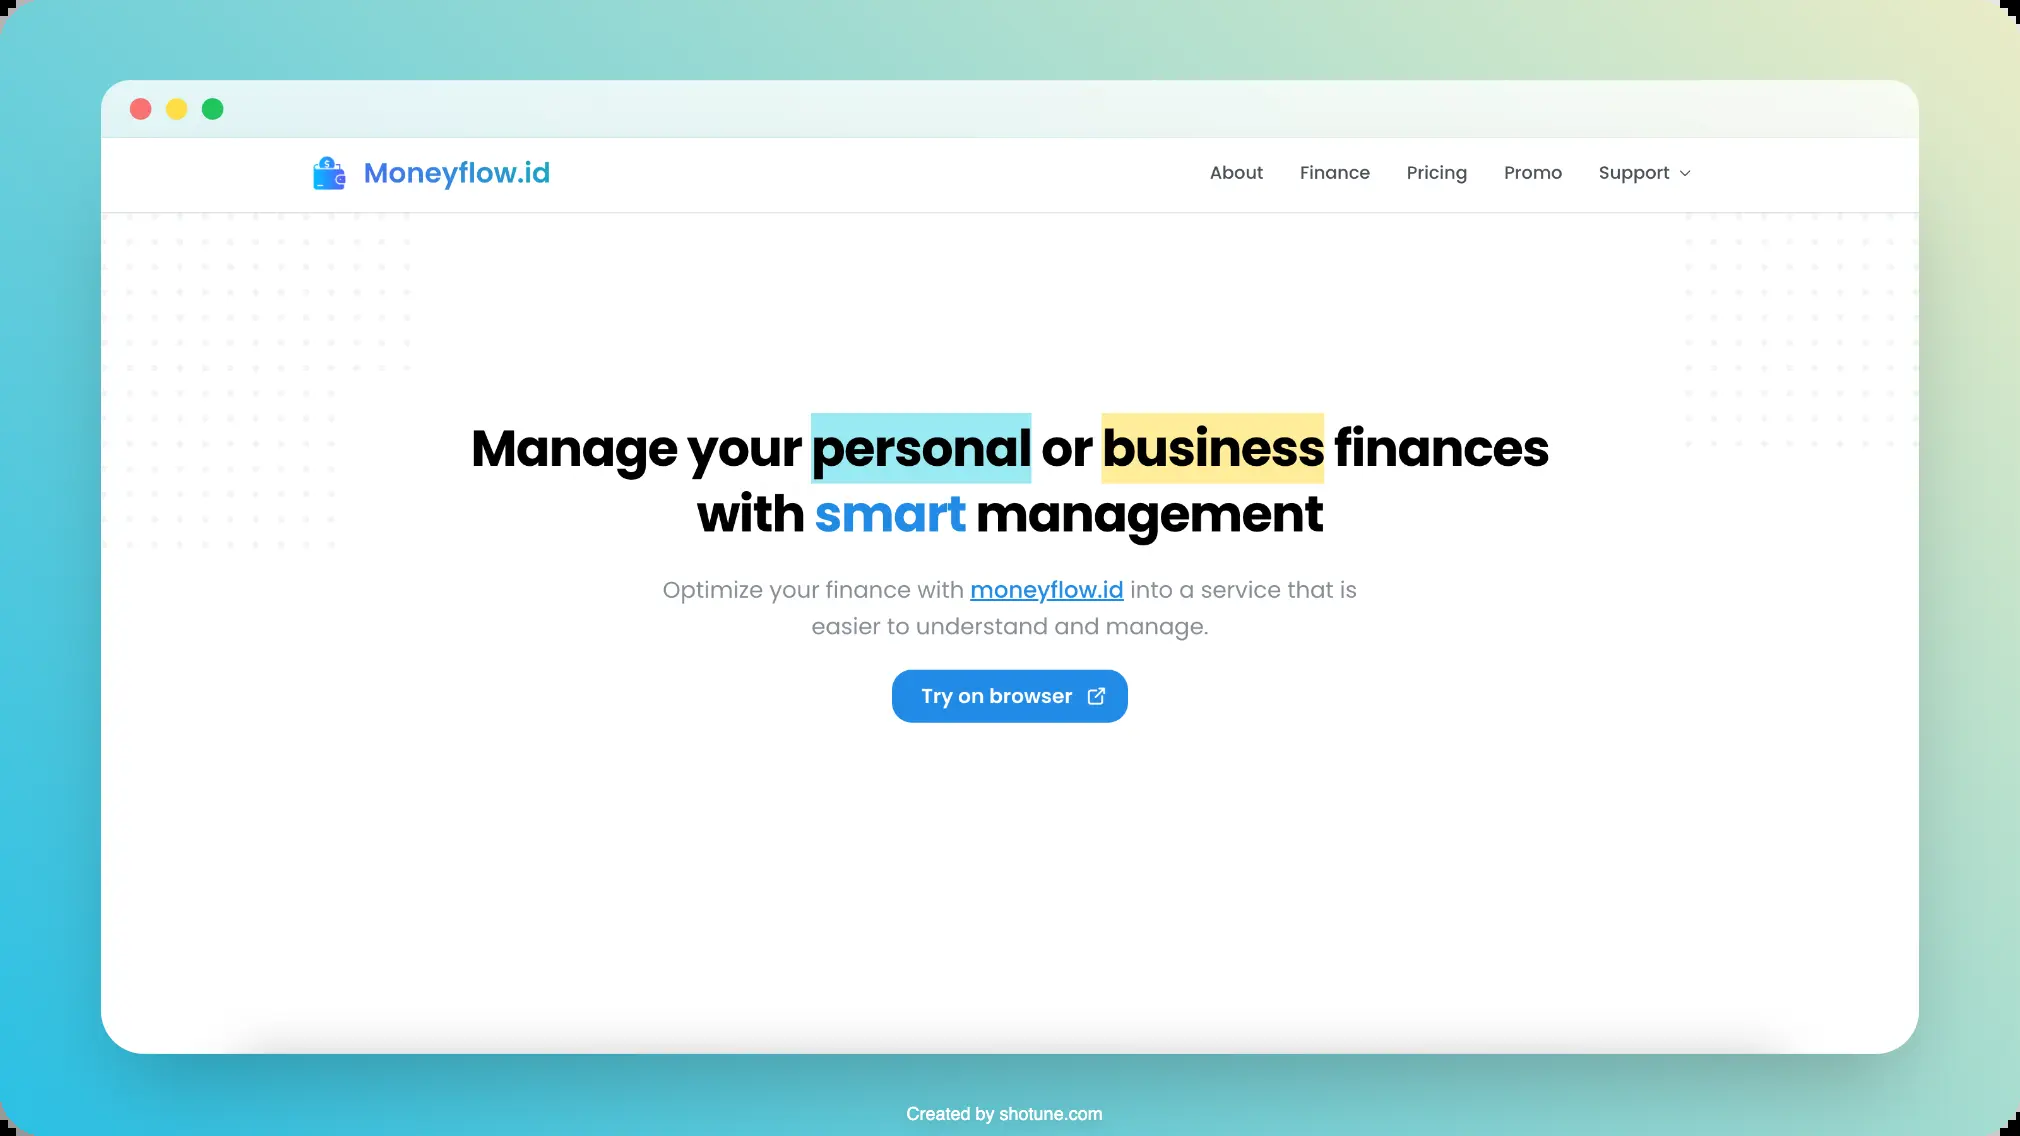 Moneyflow.id
About Finance Pricing Promo Support
Manage your personal or business finances
with smart management
Optimize your finance with moneyflow.id into a service that is
easier to understand and manage.
Try on browser
Created by shotune.com